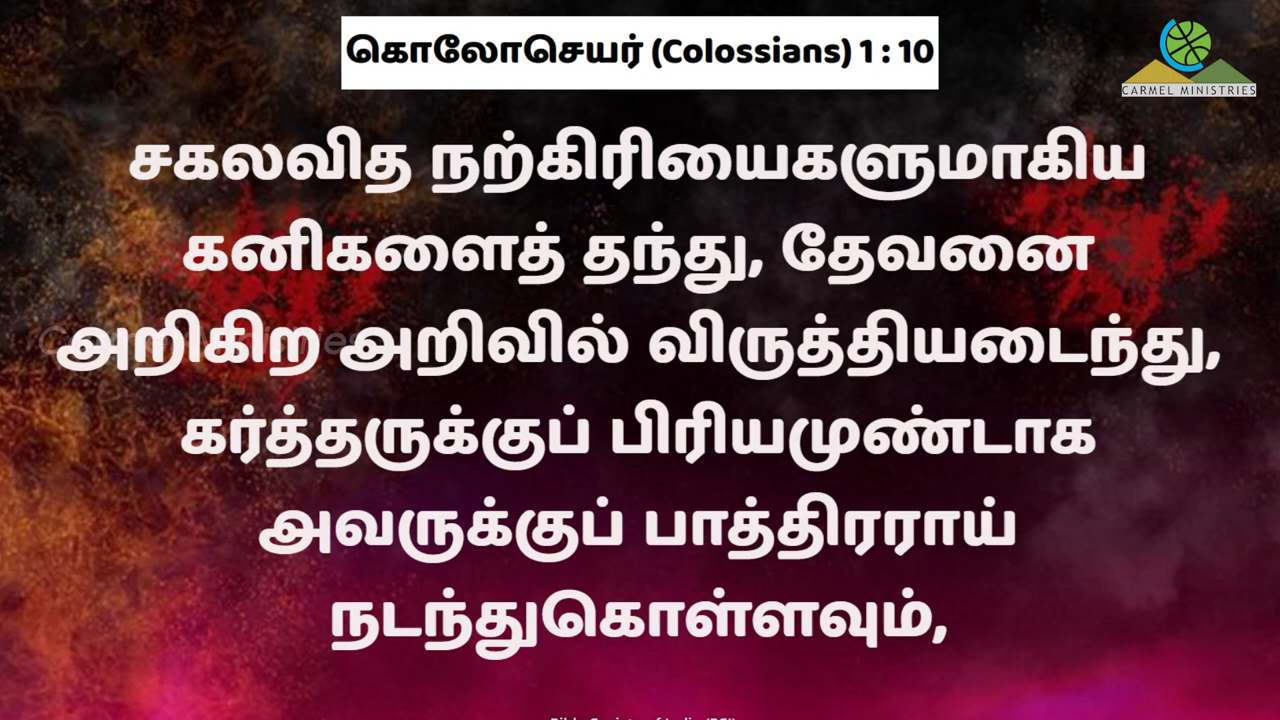 கொலோசெயர் (Colossians) 1 : 10
CARMEL MINISTRIES
சகலவித நற்கிரியைகளுமாகிய
கனிகளைத் தந்து, தேவனை
அறிகிற அறிவில் விருத்தியடைந்து,
கர்த்தருக்குப் பிரியமுண்டாக
அவருக்குப் பாத்திரராய்
நடந்துகொள்ளவும்,